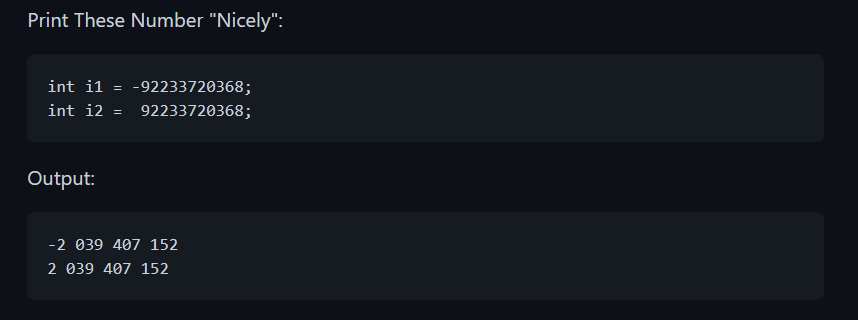 Print These Number "Nicely":
int i1 = -92233720368;
int i2 =  92233720368;
Output:
-2 039 407 152
2 039 407 152